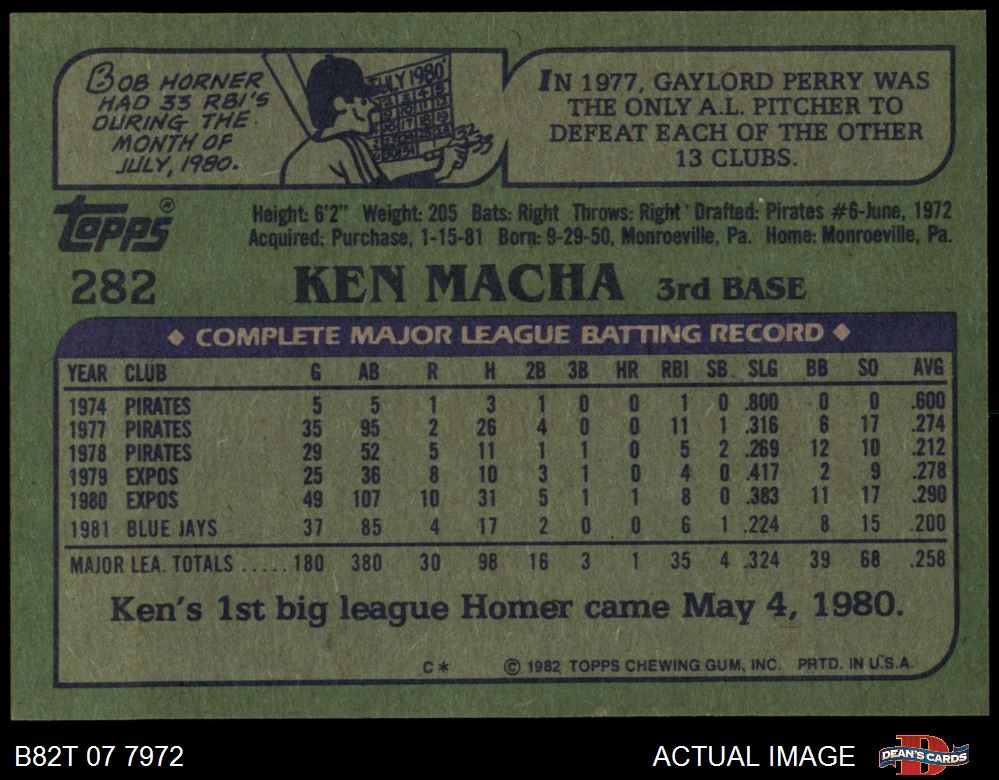 BOB HORNER
HAD 33 RBI'S
DURING THE
MONTH OF
JULY, 1980.
JULY 1980
IN 1977, GAYLORD PERRY WAS
THE ONLY A.L. PITCHER TO
DEFEAT EACH OF THE OTHER
13 CLUBS.
topps®
Height: 6'2" Weight: 205 Bats: Right Throws: Right Drafted: Pirates #6-June, 1972
Acquired: Purchase, 1-15-81 Born: 9-29-50, Monroeville, Pa. Home: Monroeville, Pa.
282 KEN MACHA 3rd BASE
◆ COMPLETE MAJOR LEAGUE BATTING RECORD ◆
YEAR CLUB G AB R H 2B 3B HR RBI SB SLG BB SO AVG
1974 PIRATES 5 5 1 3 1 0 0 1 0 .800 0 0 .600
1977 PIRATES 35 95 2 26 4 0 0 11 1 .316 6 17 .274
1978 PIRATES 29 52 5 11 1 1 0 5 2 .269 12 10 .212
1979 EXPOS 25 36 8 10 3 1 0 4 0 .417 2 9 .278
1980 EXPOS 49 107 10 31 5 1 1 8 0 .383 11 17 .290
1981 BLUE JAYS 37 85 4 17 2 0 0 6 1 .224 8 15 .200
MAJOR LEA. TOTALS ..... 180 380 30 98 16 3 1 35 4 .324 39 68 .258
Ken's 1st big league Homer came May 4, 1980.
C* © 1982 TOPPS CHEWING GUM, INC. PRTD. IN U.S.A.
B82T 07 7972 ACTUAL IMAGE
DEAN'S CARDS